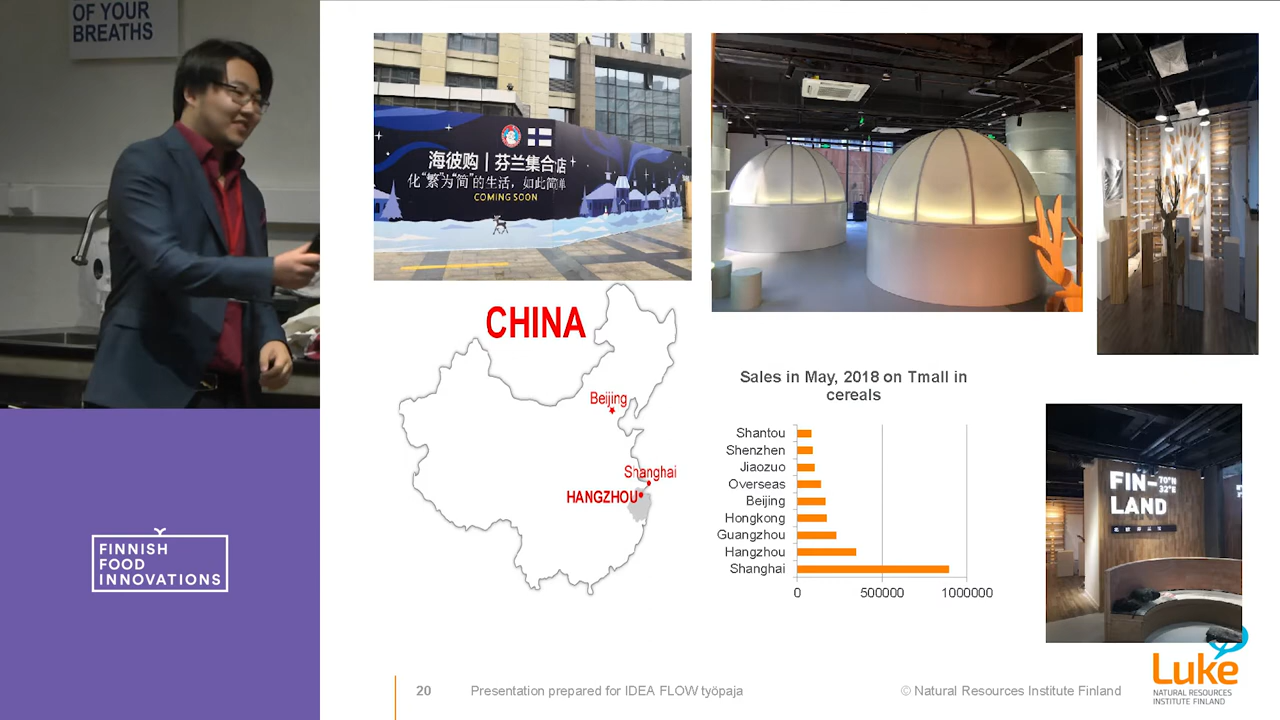 OF YOUR
BREATHS
FINNISH
FOOD
INNOVATIONS
海彼购 | 芬兰集合店
化“繁”为“简”的生活，如此简单
COMING SOON
CHINA
Beijing
Shanghai
HANGZHOU
Sales in May, 2018 on Tmall in
cereals
Shantou
Shenzhen
Jiaozuo
Overseas
Beijing
Hongkong
Guangzhou
Hangzhou
Shanghai
0 500000 1000000
FIN-
LAND
70°N
32°E
20 Presentation prepared for IDEA FLOW työpaja © Natural Resources Institute Finland
Luke
NATURAL RESOURCES
INSTITUTE FINLAND